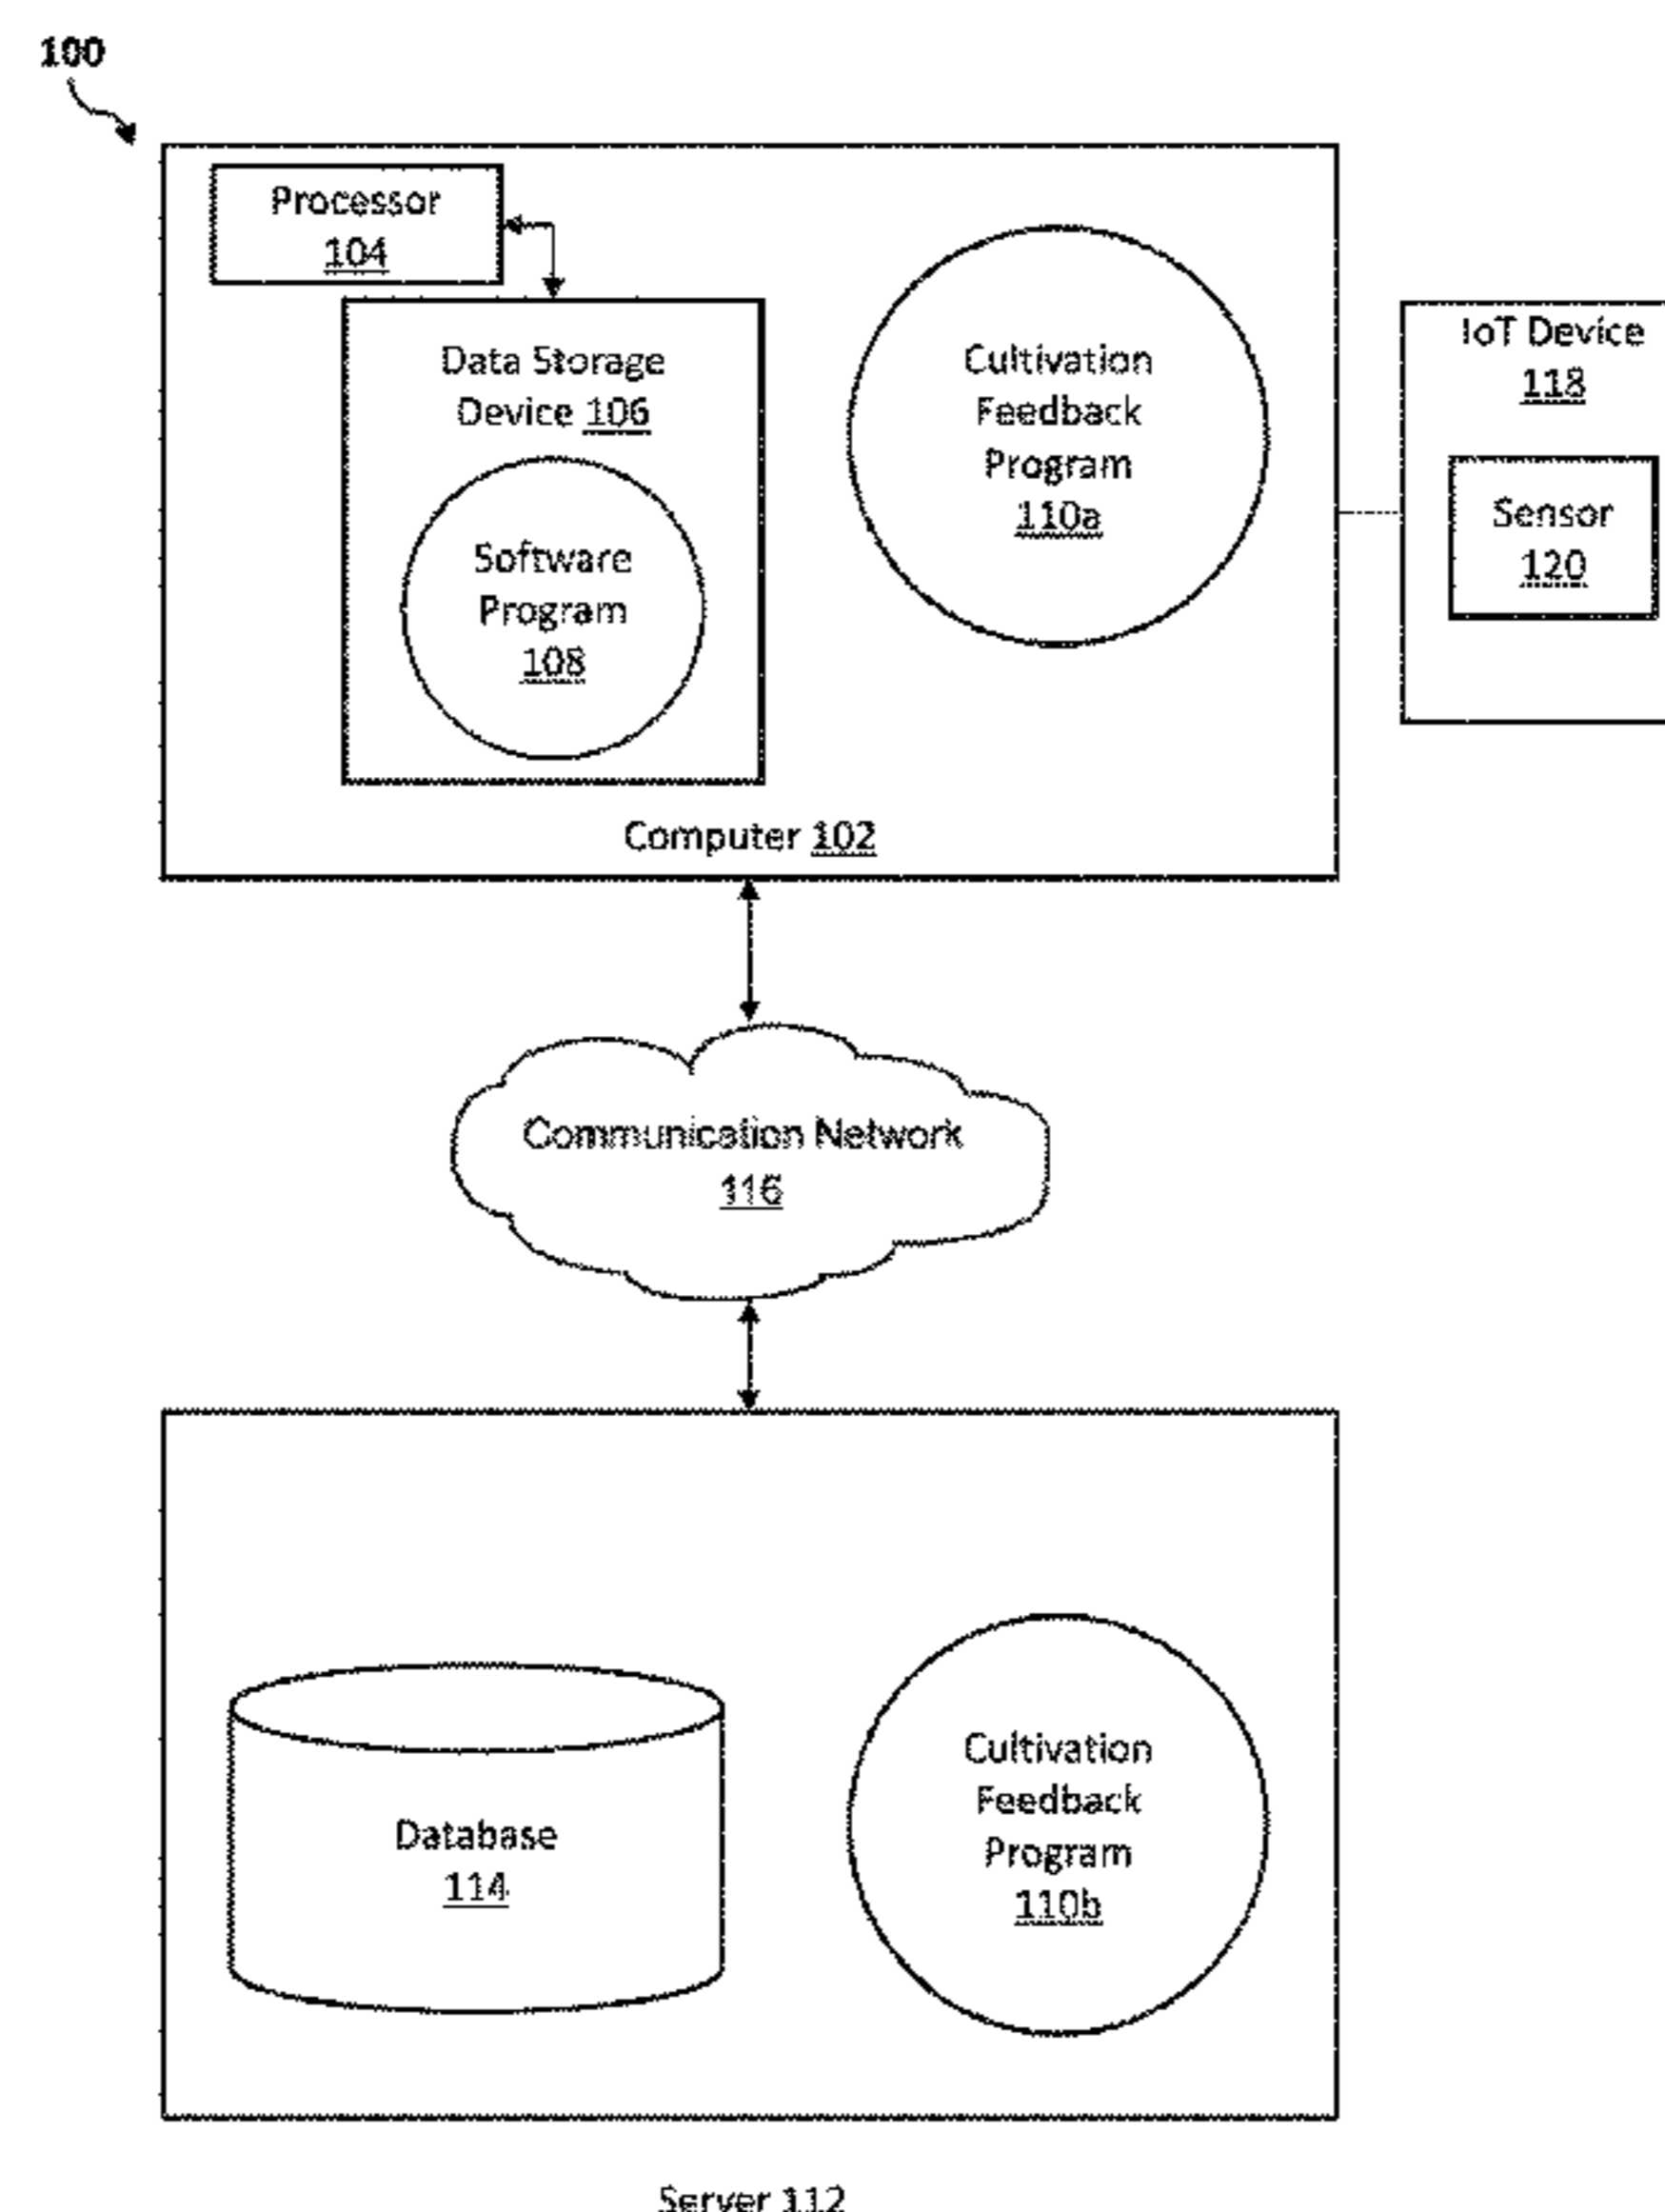 100
Processor
104
Data Storage
Device 106
Software
Program
108
Cultivation
Feedback
Program
110a
IoT Device
118
Sensor
120
Computer 102
Communication Network
116
Database
114
Cultivation
Feedback
Program
110b
Server 112